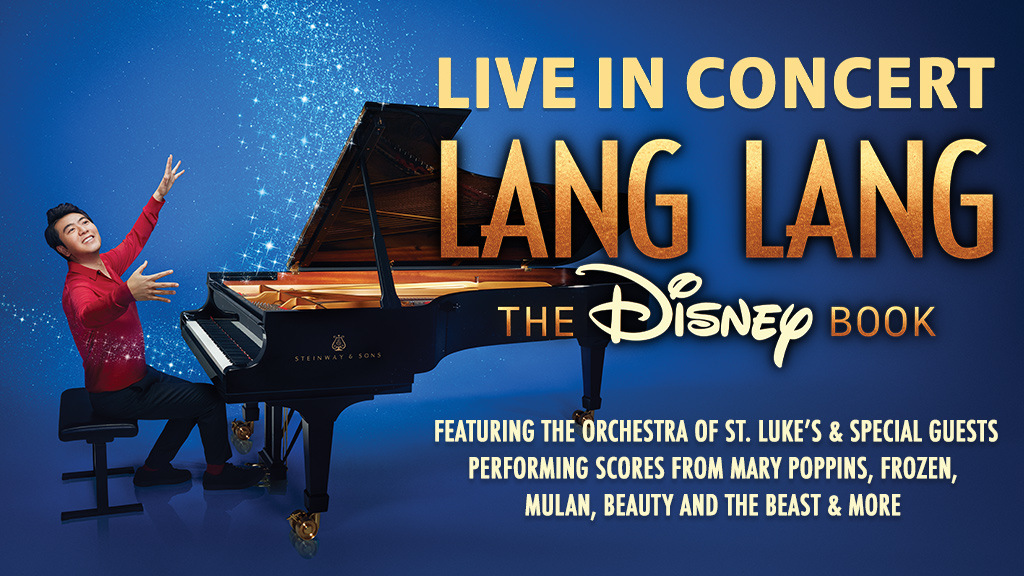 LIVE IN CONCERT
LANG LANG
THE Disney BOOK
STEINWAY & SONS
FEATURING THE ORCHESTRA OF ST. LUKE'S & SPECIAL GUESTS
PERFORMING SCORES FROM MARY POPPINS, FROZEN,
MULAN, BEAUTY AND THE BEAST & MORE